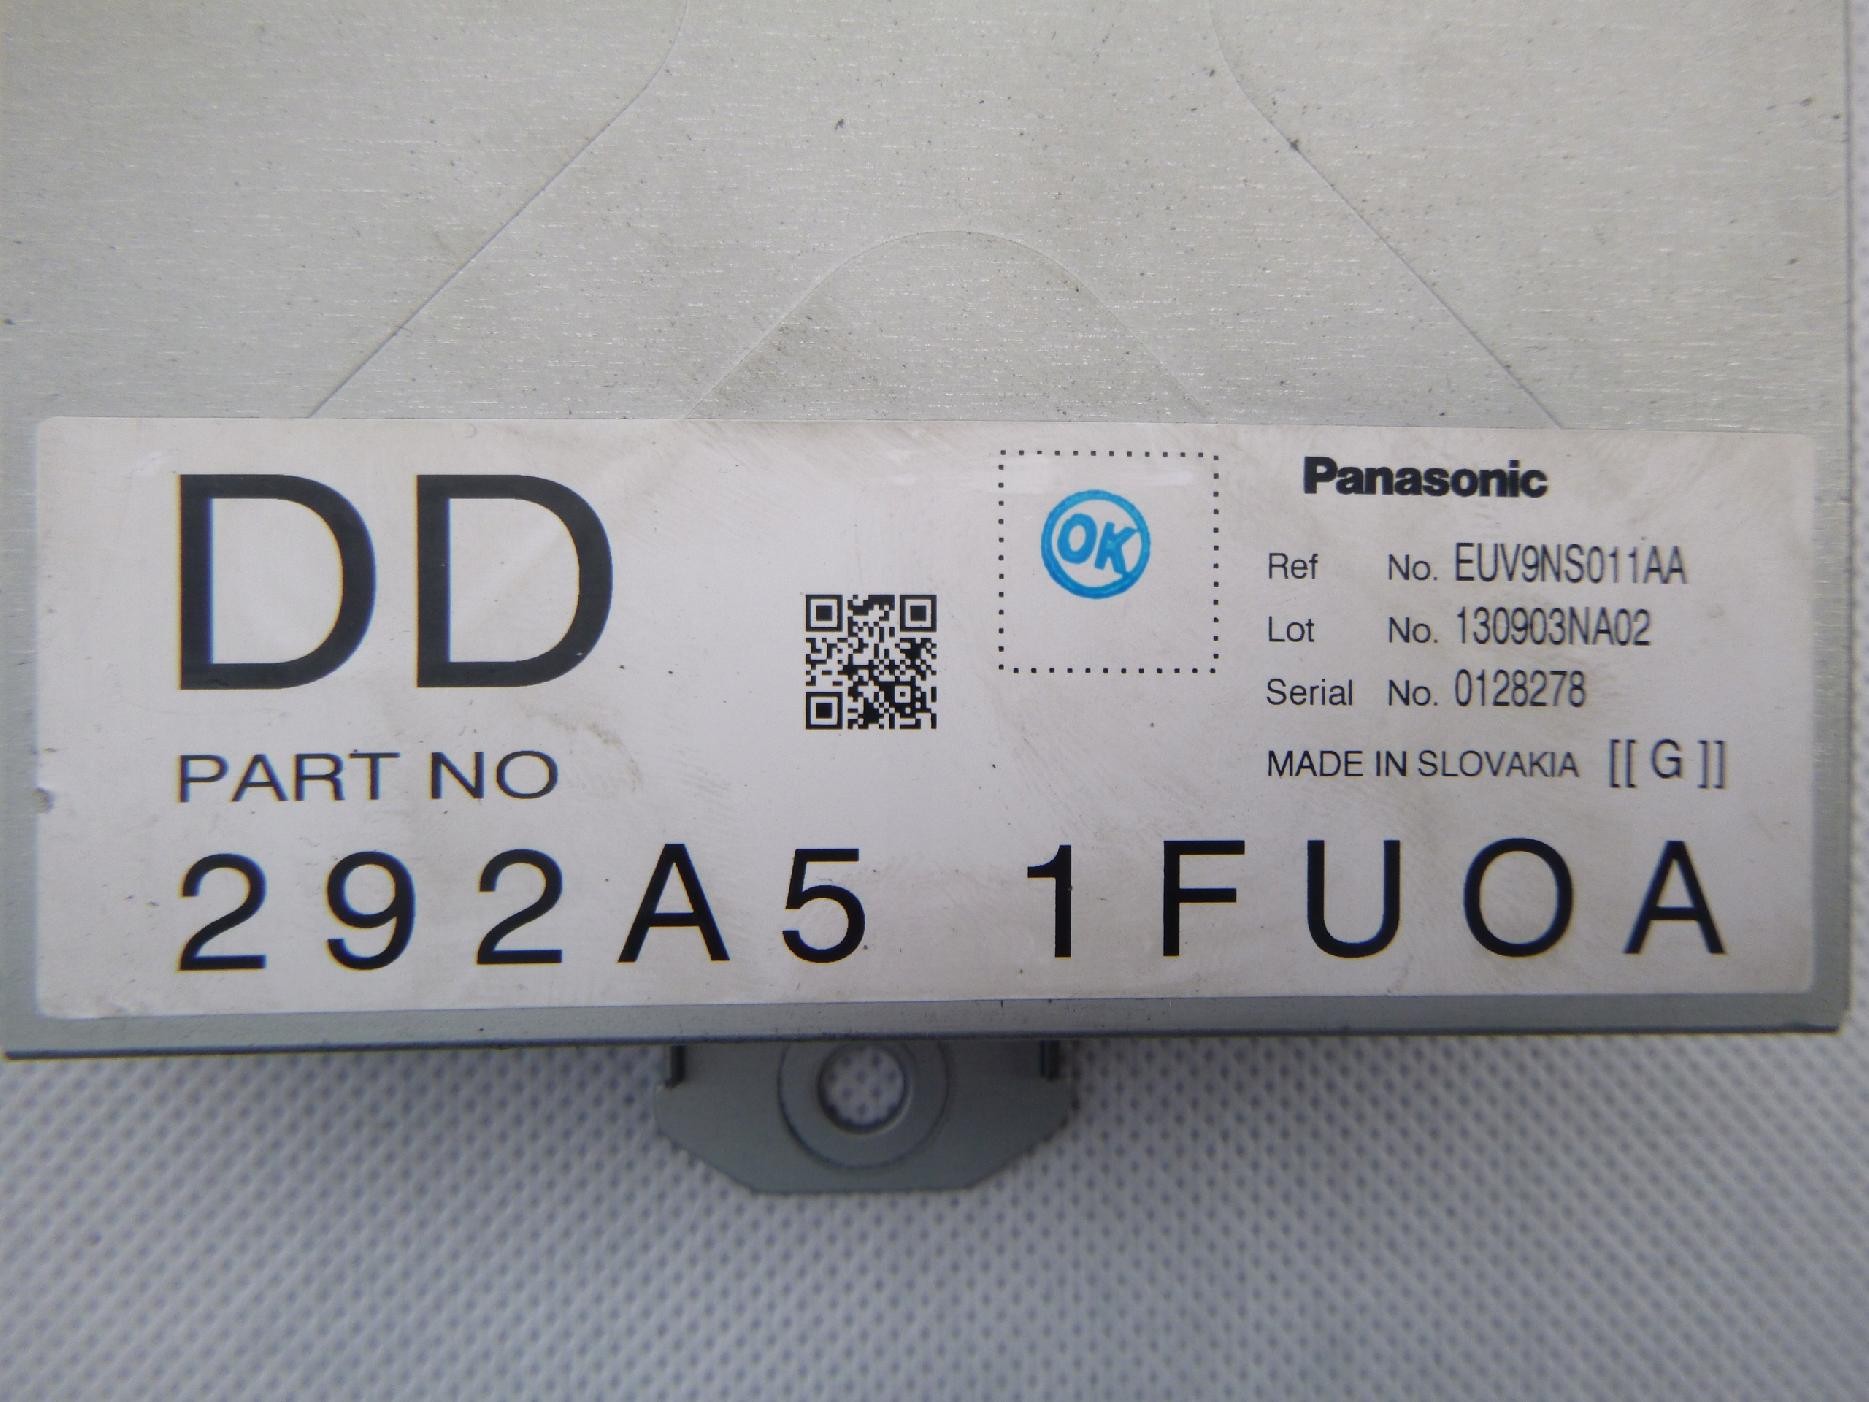 DD
PART NO
292A5 1FUOA
OK
Panasonic
Ref No. EUV9NS011AA
Lot No. 130903NA02
Serial No. 0128278
MADE IN SLOVAKIA [[ G ]]